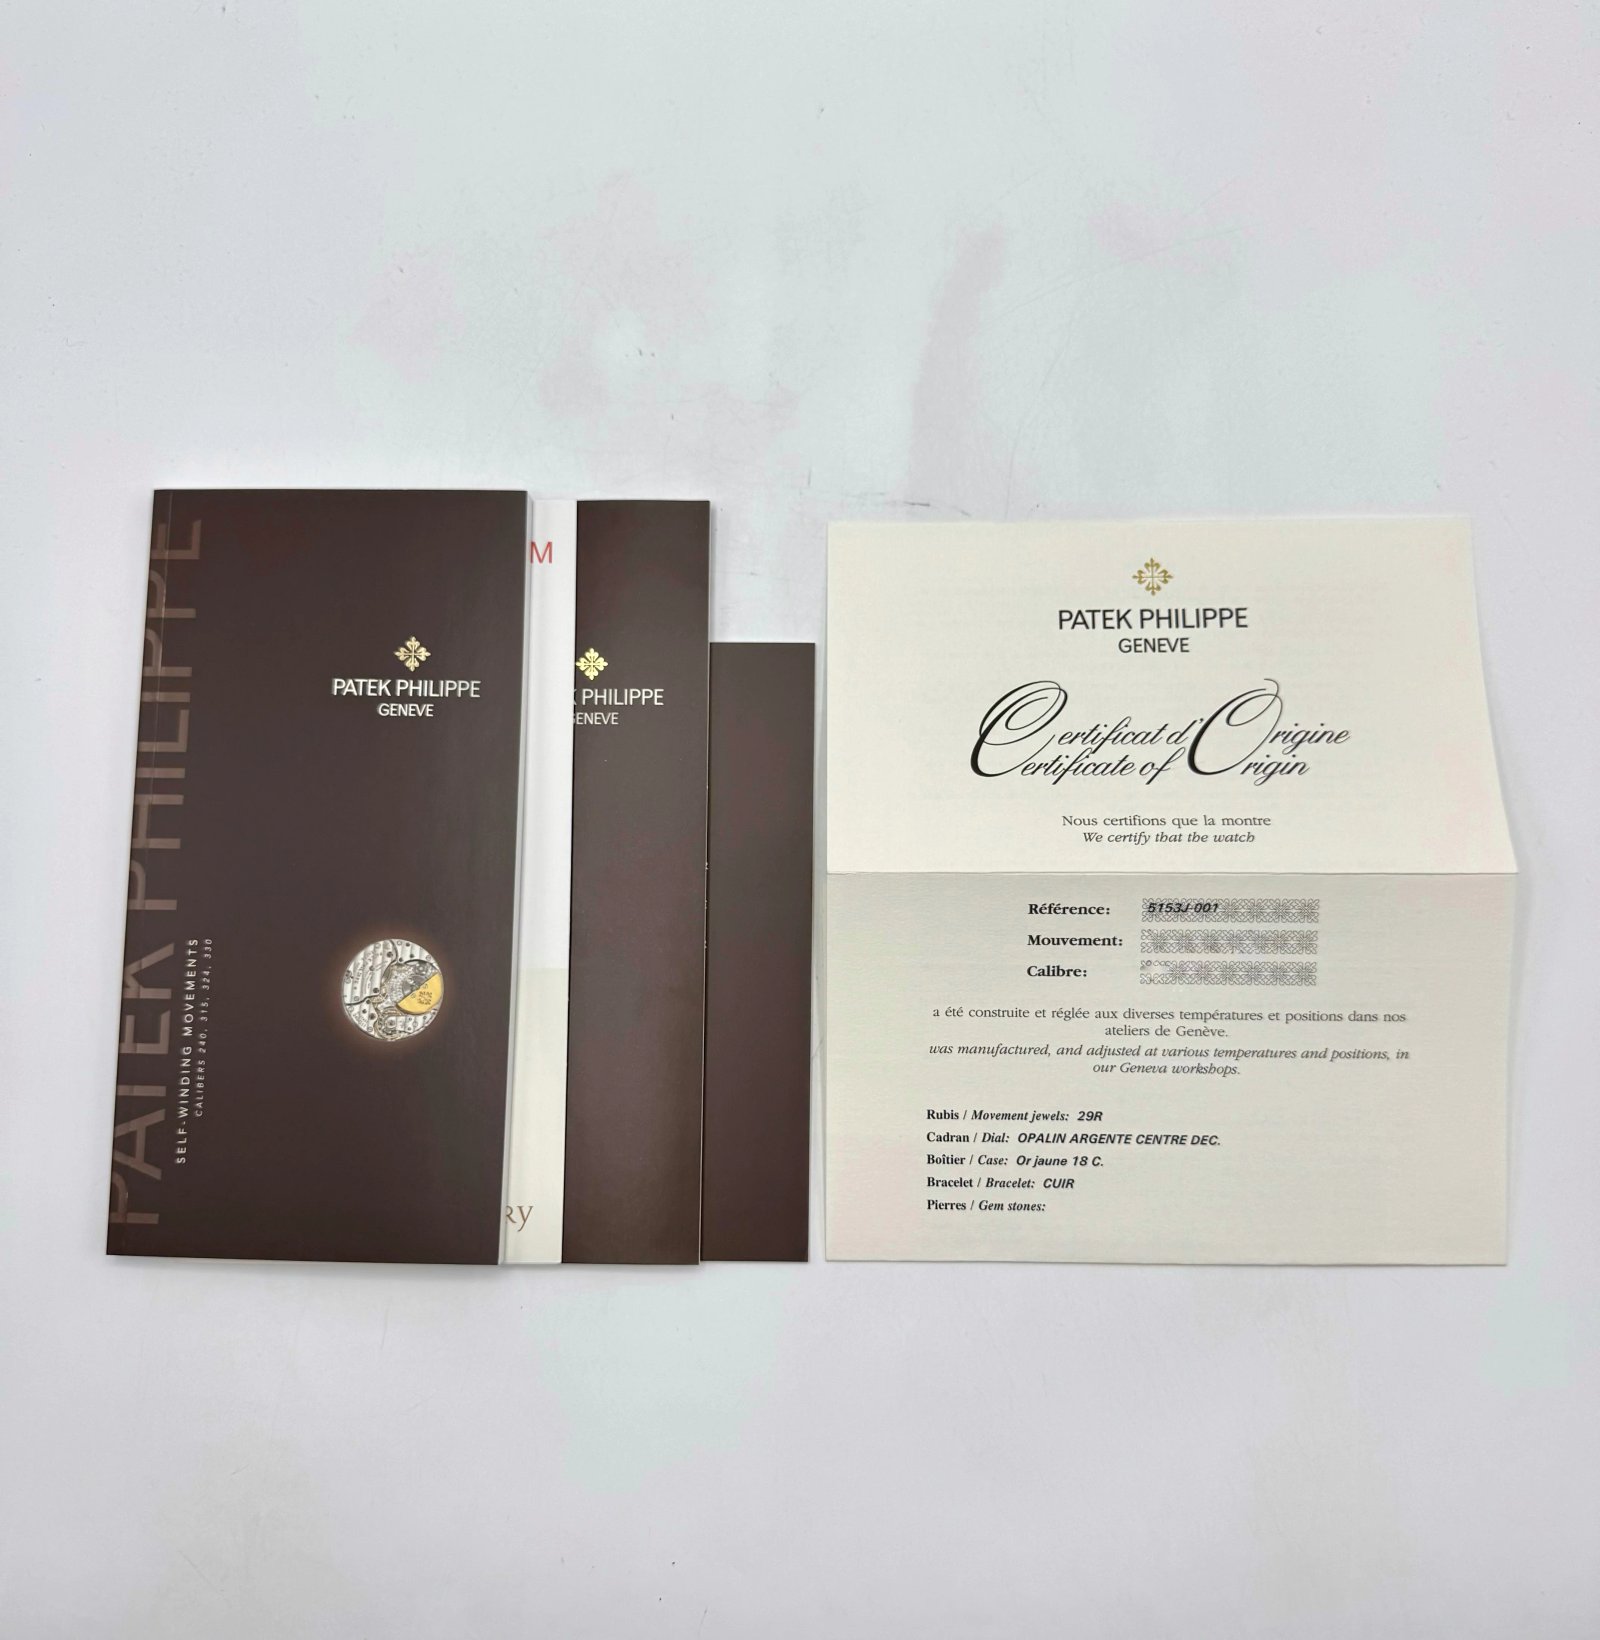 PATEK PHILIPPE
SELF-WINDING MOVEMENTS
CALIBERS 240, 315, 324, 330
PATEK PHILIPPE
GENEVE
M
RY
K PHILIPPE
GENEVE
PATEK PHILIPPE
GENEVE
Certificat d'Origine
Certificate of Origin
Nous certifions que la montre
We certify that the watch
Référence: 5153J-001
Mouvement:
Calibre:
a été construite et réglée aux diverses températures et positions dans nos
ateliers de Genève.
was manufactured, and adjusted at various temperatures and positions, in
our Geneva workshops.
Rubis / Movement jewels: 29R
Cadran / Dial: OPALIN ARGENTE CENTRE DEC.
Boîtier / Case: Or jaune 18 C.
Bracelet / Bracelet: CUIR
Pierres / Gem stones: